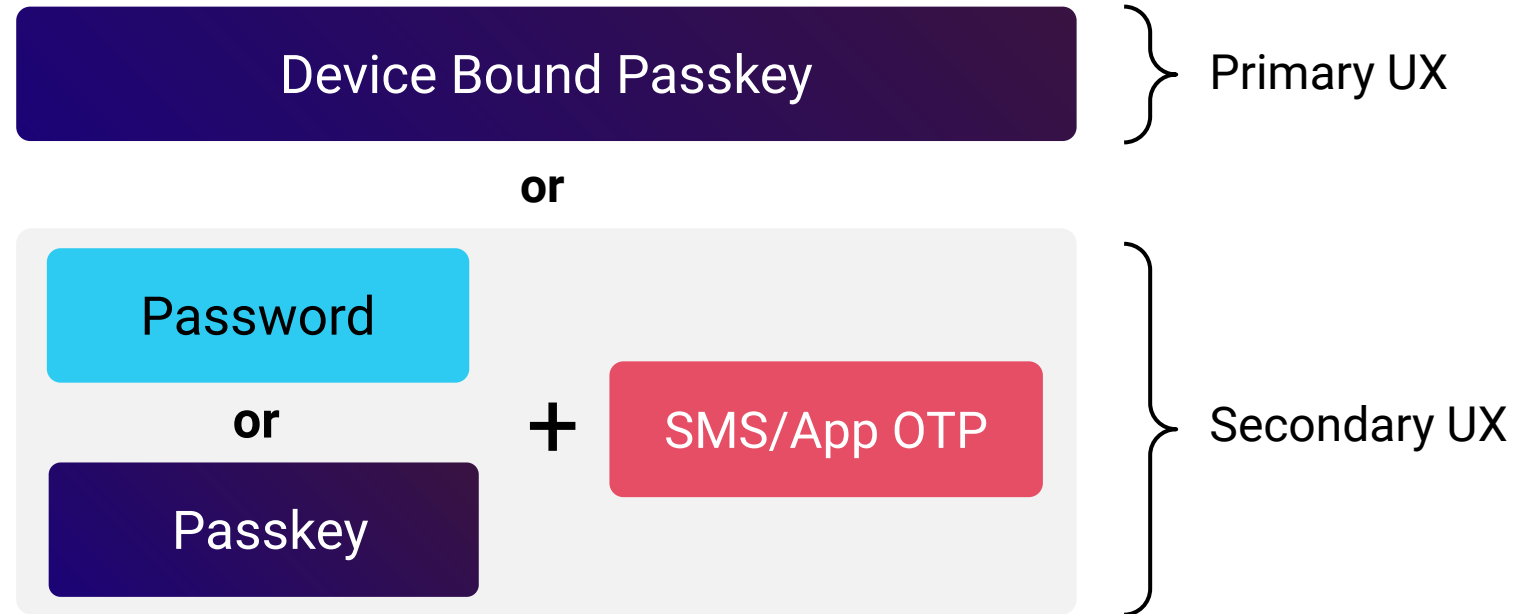 Device Bound Passkey
Primary UX
or
Password
or
Passkey
+
SMS/App OTP
Secondary UX